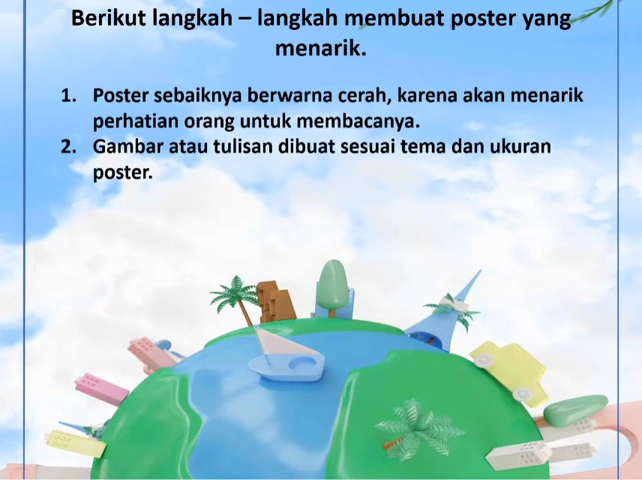 Berikut langkah – langkah membuat poster yang
menarik.
1. Poster sebaiknya berwarna cerah, karena akan menarik
perhatian orang untuk membacanya.
2. Gambar atau tulisan dibuat sesuai tema dan ukuran
poster.